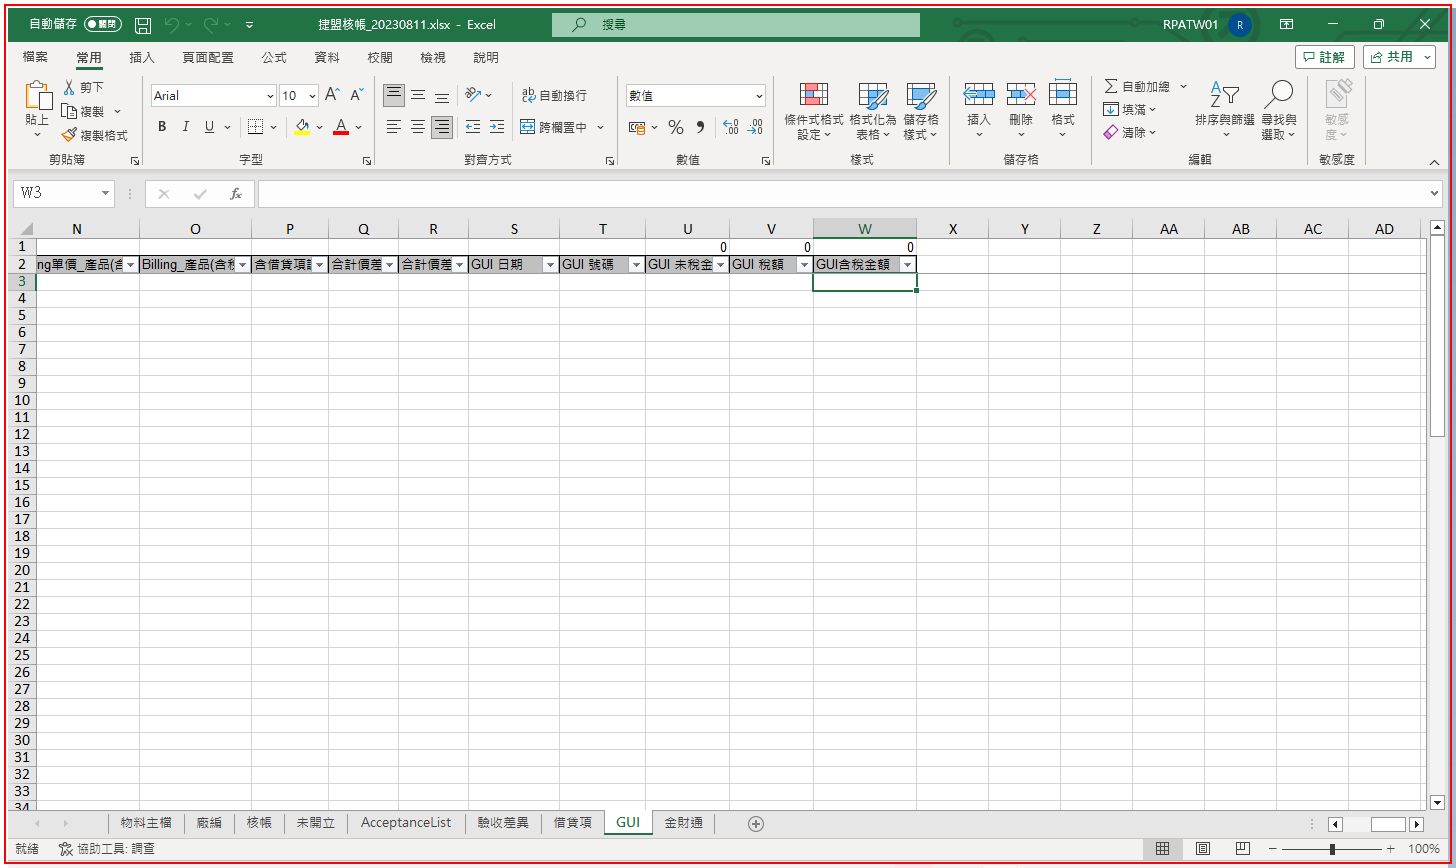 自動儲存 關閉 捷盟核帳_20230811.xlsx - Excel 搜尋 RPATW01 R
檔案 常用 插入 頁面配置 公式 資料 校閱 檢視 說明 註解 共用
貼上 剪下 複製 複製格式 剪貼簿
Arial 10 A A B I U A 字型
自動換行 跨欄置中 對齊方式
數值 % 數值
條件式格式設定 格式化為表格 儲存格樣式 樣式
插入 刪除 格式 儲存格
自動加總 填滿 清除 排序與篩選 尋找與選取 編輯
敏感度 敏感度
W3 fx
N O P Q R S T U V W X Y Z AA AB AC AD
1 0 0 0
2 ng單價_產品(含 Billing_產品(含稅 含借貨項 合計價差 合計價差 GUI 日期 GUI 號碼 GUI 未稅金 GUI 稅額 GUI含稅金額
3
4
5
6
7
8
9
10
11
12
13
14
15
16
17
18
19
20
21
22
23
24
25
26
27
28
29
30
31
32
33
34
物料主檔 廠編 核帳 未開立 AcceptanceList 驗收差異 借貨項 GUI 金財通
就緒 協助工具: 調查 100%